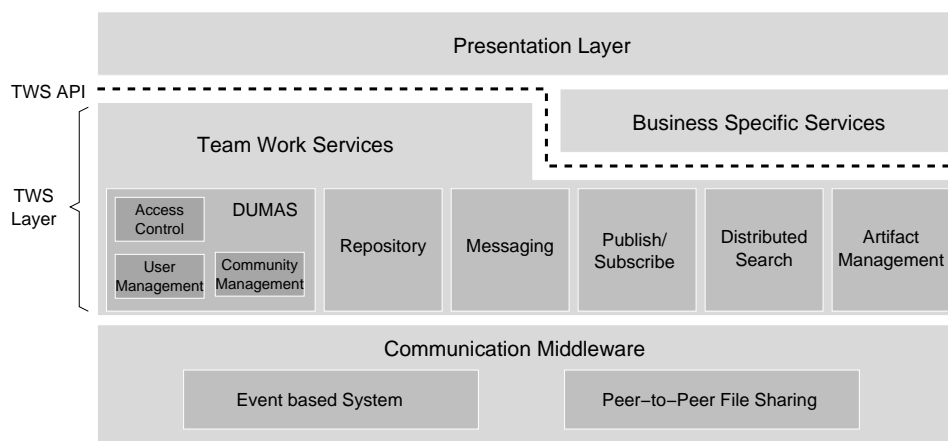 Presentation Layer
TWS API
Business Specific Services
Team Work Services
TWS
Layer
Access
Control
DUMAS
User
Management
Community
Management
Repository
Messaging
Publish/
Subscribe
Distributed
Search
Artifact
Management
Communication Middleware
Event based System
Peer−to−Peer File Sharing